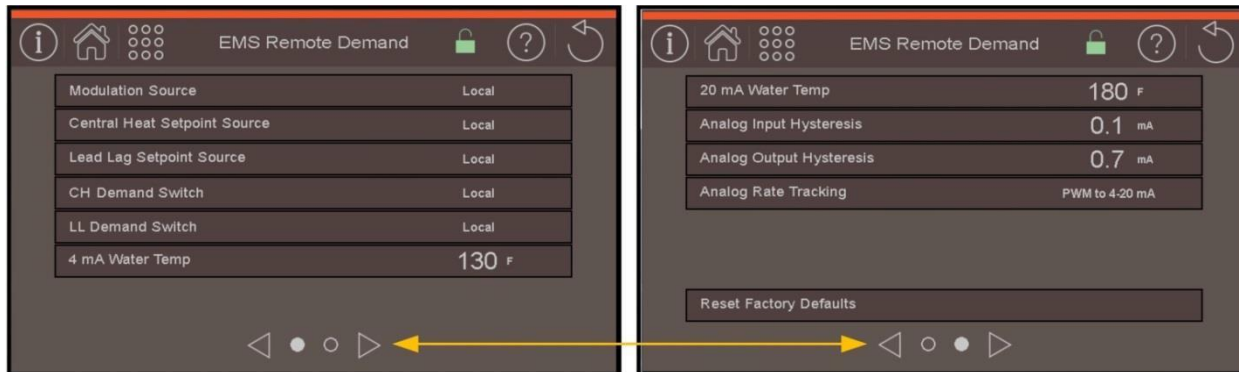 EMS Remote Demand
Modulation Source Local
Central Heat Setpoint Source Local
Lead Lag Setpoint Source Local
CH Demand Switch Local
LL Demand Switch Local
4 mA Water Temp 130 F
EMS Remote Demand
20 mA Water Temp 180 F
Analog Input Hysteresis 0.1 mA
Analog Output Hysteresis 0.7 mA
Analog Rate Tracking PWM to 4-20 mA
Reset Factory Defaults